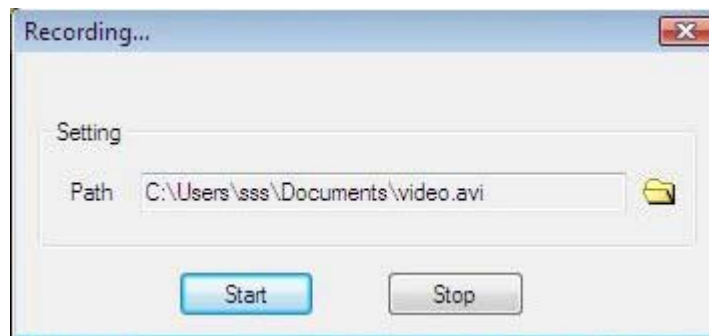 Recording...
Setting
Path C:\Users\sss\Documents\video.avi
Start Stop